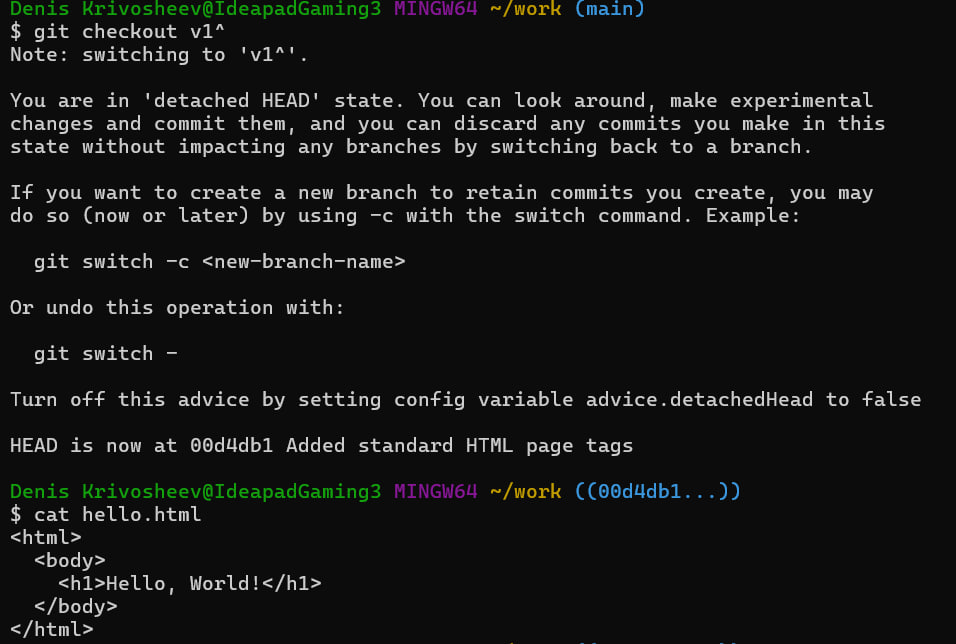 Denis Krivosheev@IdeapadGaming3 MINGW64 ~/work (main)
$ git checkout v1^
Note: switching to 'v1^'.

You are in 'detached HEAD' state. You can look around, make experimental
changes and commit them, and you can discard any commits you make in this
state without impacting any branches by switching back to a branch.

If you want to create a new branch to retain commits you create, you may
do so (now or later) by using -c with the switch command. Example:

  git switch -c <new-branch-name>

Or undo this operation with:

  git switch -

Turn off this advice by setting config variable advice.detachedHead to false

HEAD is now at 00d4db1 Added standard HTML page tags

Denis Krivosheev@IdeapadGaming3 MINGW64 ~/work ((00d4db1...))
$ cat hello.html
<html>
  <body>
    <h1>Hello, World!</h1>
  </body>
</html>